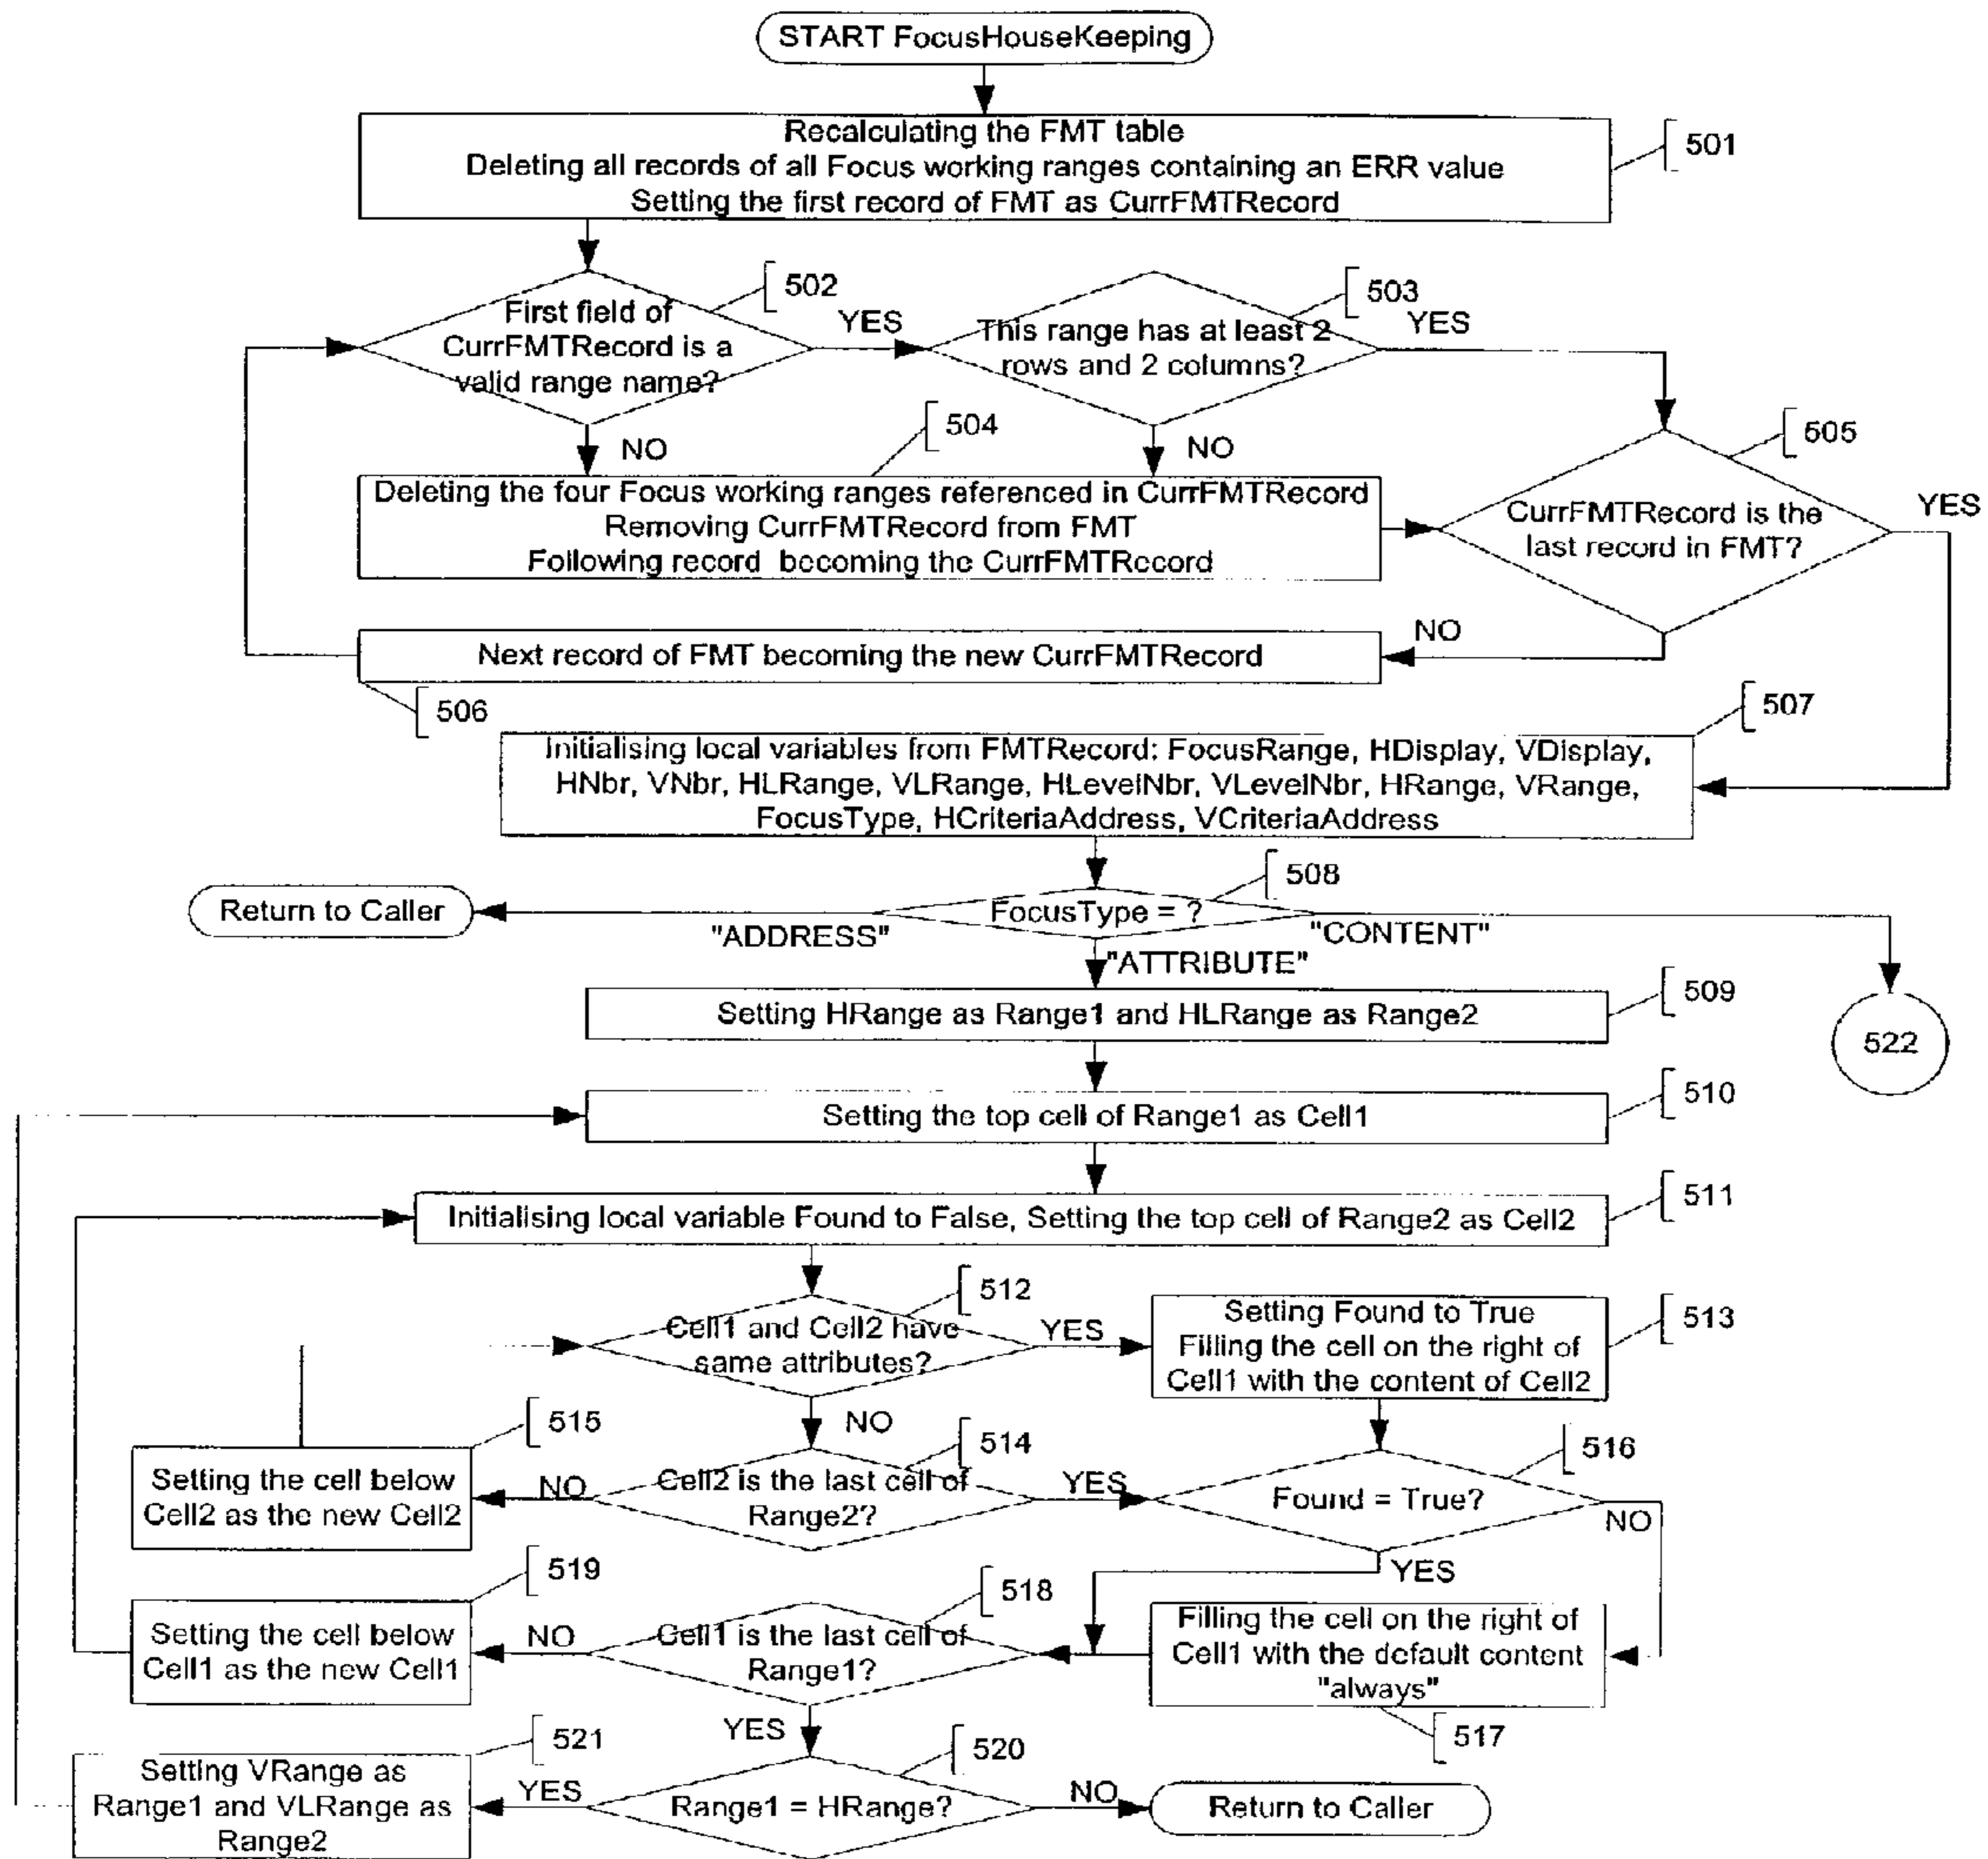 START FocusHouseKeeping
Recalculating the FMT table
Deleting all records of all Focus working ranges containing an ERR value
Setting the first record of FMT as CurrFMTRecord
501
First field of
CurrFMTRecord is a
valid range name?
502
YES
This range has at least 2
rows and 2 columns?
503
YES
NO
504
NO
505
Deleting the four Focus working ranges referenced in CurrFMTRecord
Removing CurrFMTRecord from FMT
Following record becoming the CurrFMTRecord
CurrFMTRecord is the
last record in FMT?
YES
NO
Next record of FMT becoming the new CurrFMTRecord
506
507
Initialising local variables from FMTRecord: FocusRange, HDisplay, VDisplay,
HNbr, VNbr, HLRange, VLRange, HLevelNbr, VLevelNbr, HRange, VRange,
FocusType, HCriteriaAddress, VCriteriaAddress
508
Return to Caller
FocusType = ?
"ADDRESS"
"CONTENT"
"ATTRIBUTE"
509
Setting HRange as Range1 and HLRange as Range2
522
510
Setting the top cell of Range1 as Cell1
511
Initialising local variable Found to False, Setting the top cell of Range2 as Cell2
512
Cell1 and Cell2 have
same attributes?
YES
Setting Found to True
Filling the cell on the right of
Cell1 with the content of Cell2
513
NO
515
514
516
Setting the cell below
Cell2 as the new Cell2
NO
Cell2 is the last cell of
Range2?
YES
Found = True?
NO
YES
519
518
Setting the cell below
Cell1 as the new Cell1
NO
Cell1 is the last cell of
Range1?
Filling the cell on the right of
Cell1 with the default content
"always"
517
YES
521
520
Setting VRange as
Range1 and VLRange as
Range2
YES
Range1 = HRange?
NO
Return to Caller